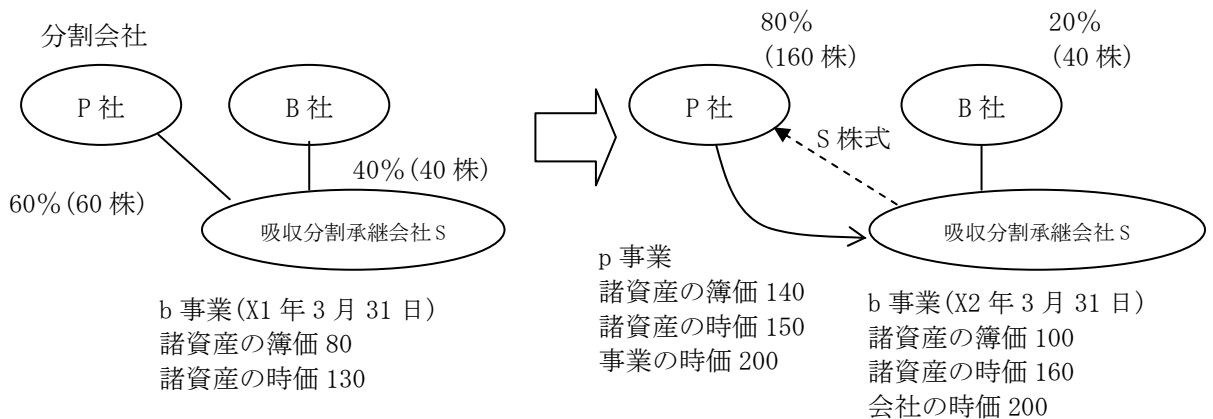 分割会社
P 社
B 社
60%(60 株)
40%(40 株)
吸収分割承継会社 S
b 事業(X1 年 3 月 31 日)
諸資産の簿価 80
諸資産の時価 130
80%
(160 株)
20%
(40 株)
P 社
B 社
S 株式
吸収分割承継会社 S
p 事業
諸資産の簿価 140
諸資産の時価 150
事業の時価 200
b 事業(X2 年 3 月 31 日)
諸資産の簿価 100
諸資産の時価 160
会社の時価 200